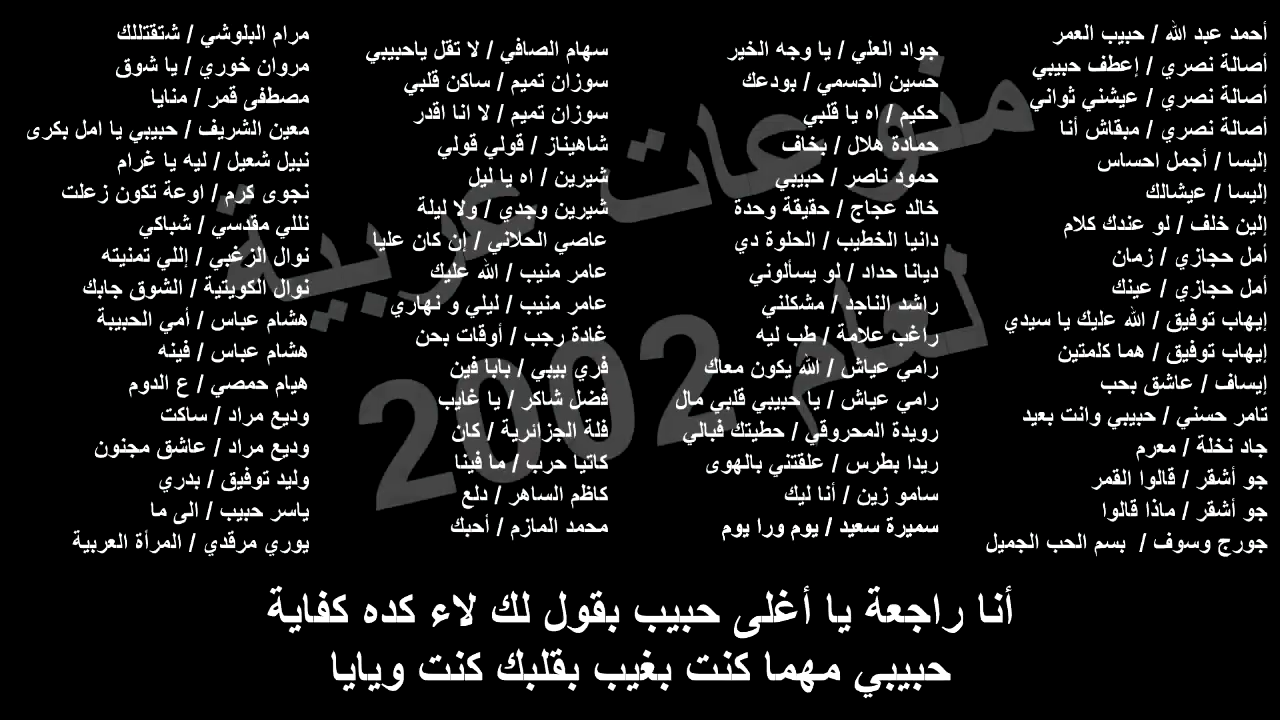 أحمد عبد الله / حبيب العمر
أصالة نصري / إعطف حبيبي
أصالة نصري / عيشني ثواني
أصالة نصري / مبقاش أنا
إليسا / أجمل احساس
إليسا / عيشالك
إلين خلف / لو عندك كلام
أمل حجازي / زمان
أمل حجازي / عينك
إيهاب توفيق / الله عليك يا سيدي
إيهاب توفيق / هما كلمتين
إيساف / عاشق بحب
تامر حسني / حبيبي وانت بعيد
جاد نخلة / معرم
جو أشقر / قالوا القمر
جو أشقر / ماذا قالوا
جورج وسوف / بسم الحب الجميل
جواد العلي / يا وجه الخير
حسين الجسمي / بودعك
حكيم / اه يا قلبي
حمادة هلال / بخاف
حمود ناصر / حبيبي
خالد عجاج / حقيقة وحدة
دانيا الخطيب / الحلوة دي
ديانا حداد / لو يسألوني
راشد الناجد / مشكلني
راغب علامة / طب ليه
رامي عياش / الله يكون معاك
رامي عياش / يا حبيبي قلبي مال
رويدة المحروقي / حطيتك فبالي
ريدا بطرس / علقتني بالهوى
سامو زين / أنا ليك
سميرة سعيد / يوم ورا يوم
سهام الصافي / لا تقل ياحبيبي
سوزان تميم / ساكن قلبي
سوزان تميم / لا انا اقدر
شاهيناز / قولي قولي
شيرين / اه يا ليل
شيرين وجدي / ولا ليلة
عاصي الحلاني / إن كان عليا
عامر منيب / الله عليك
عامر منيب / ليلي و نهاري
غادة رجب / أوقات بحن
فري بيبي / بابا فين
فضل شاكر / يا غايب
فلة الجزائرية / كان
كاتيا حرب / ما فينا
كاظم الساهر / دلع
محمد المازم / أحبك
مرام البلوشي / شتقتللك
مروان خوري / يا شوق
مصطفى قمر / منايا
معين الشريف / حبيبي يا امل بكرى
نبيل شعيل / ليه يا غرام
نجوى كرم / اوعة تكون زعلت
نللي مقدسي / شباكي
نوال الزغبي / إللي تمنيته
نوال الكويتية / الشوق جابك
هشام عباس / أمي الحبيبة
هشام عباس / فينه
هيام حمصي / ع الدوم
وديع مراد / ساكت
وديع مراد / عاشق مجنون
وليد توفيق / بدري
ياسر حبيب / الى ما
يوري مرقدي / المرأة العربية
منوعات عربية
لعام 2002
أنا راجعة يا أغلى حبيب بقول لك لاء كده كفاية
حبيبي مهما كنت بغيب بقلبك كنت ويايا